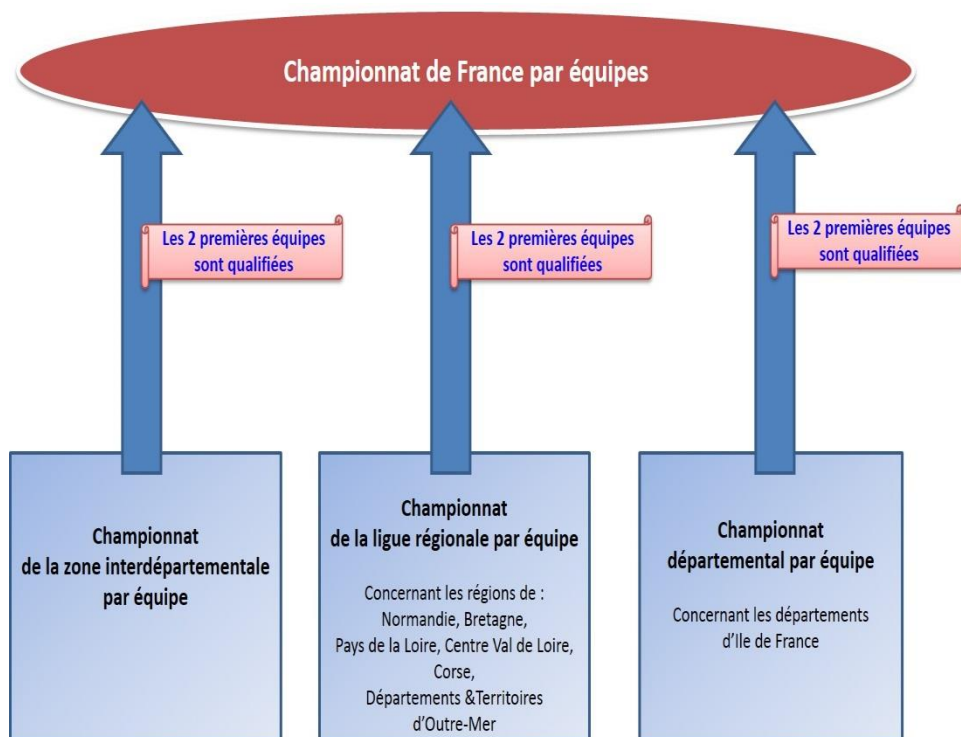 Championnat de France par équipes
Les 2 premières équipes
sont qualifiées
Les 2 premières équipes
sont qualifiées
Les 2 premières équipes
sont qualifiées
Championnat
de la zone interdépartementale
par équipe
Championnat
de la ligue régionale par équipe
Concernant les régions de :
Normandie, Bretagne,
Pays de la Loire, Centre Val de Loire,
Corse,
Départements &Territoires
d'Outre-Mer
Championnat
départemental par équipe
Concernant les départements
d'Ile de France